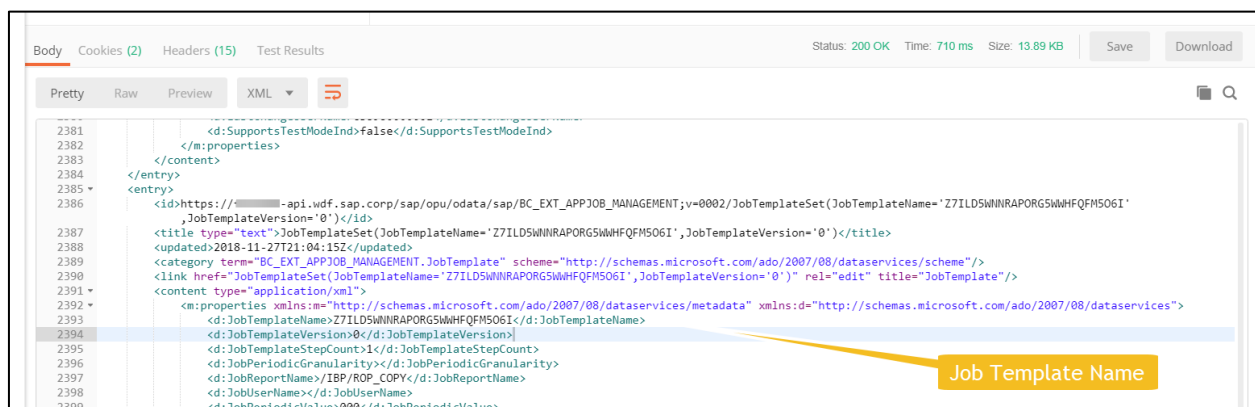 Body Cookies (2) Headers (15) Test Results Status: 200 OK Time: 710 ms Size: 13.89 KB Save Download
Pretty Raw Preview XML
2381 <d:SupportsTestModeInd>false</d:SupportsTestModeInd>
2382 </m:properties>
2383 </content>
2384 </entry>
2385 <entry>
2386 <id>https://-api.wdf.sap.corp/sap/opu/odata/sap/BC_EXT_APPJOB_MANAGEMENT;v=0002/JobTemplateSet(JobTemplateName='Z7ILD5WNNRAPORG5WWHFQFM5O6I'
,JobTemplateVersion='0')</id>
2387 <title type="text">JobTemplateSet(JobTemplateName='Z7ILD5WNNRAPORG5WWHFQFM5O6I',JobTemplateVersion='0')</title>
2388 <updated>2018-11-27T21:04:15Z</updated>
2389 <category term="BC_EXT_APPJOB_MANAGEMENT.JobTemplate" scheme="http://schemas.microsoft.com/ado/2007/08/dataservices/scheme"/>
2390 <link href="JobTemplateSet(JobTemplateName='Z7ILD5WNNRAPORG5WWHFQFM5O6I',JobTemplateVersion='0')" rel="edit" title="JobTemplate"/>
2391 <content type="application/xml">
2392 <m:properties xmlns:m="http://schemas.microsoft.com/ado/2007/08/dataservices/metadata" xmlns:d="http://schemas.microsoft.com/ado/2007/08/dataservices">
2393 <d:JobTemplateName>Z7ILD5WNNRAPORG5WWHFQFM5O6I</d:JobTemplateName>
2394 <d:JobTemplateVersion>0</d:JobTemplateVersion>
2395 <d:JobTemplateStepCount>1</d:JobTemplateStepCount>
2396 <d:JobPeriodicGranularity></d:JobPeriodicGranularity>
2397 <d:JobReportName>/IBP/ROP_COPY</d:JobReportName>
Job Template Name
2398 <d:JobUserName></d:JobUserName>
2399 <d:JobPeriodicValue>000</d:JobPeriodicValue>